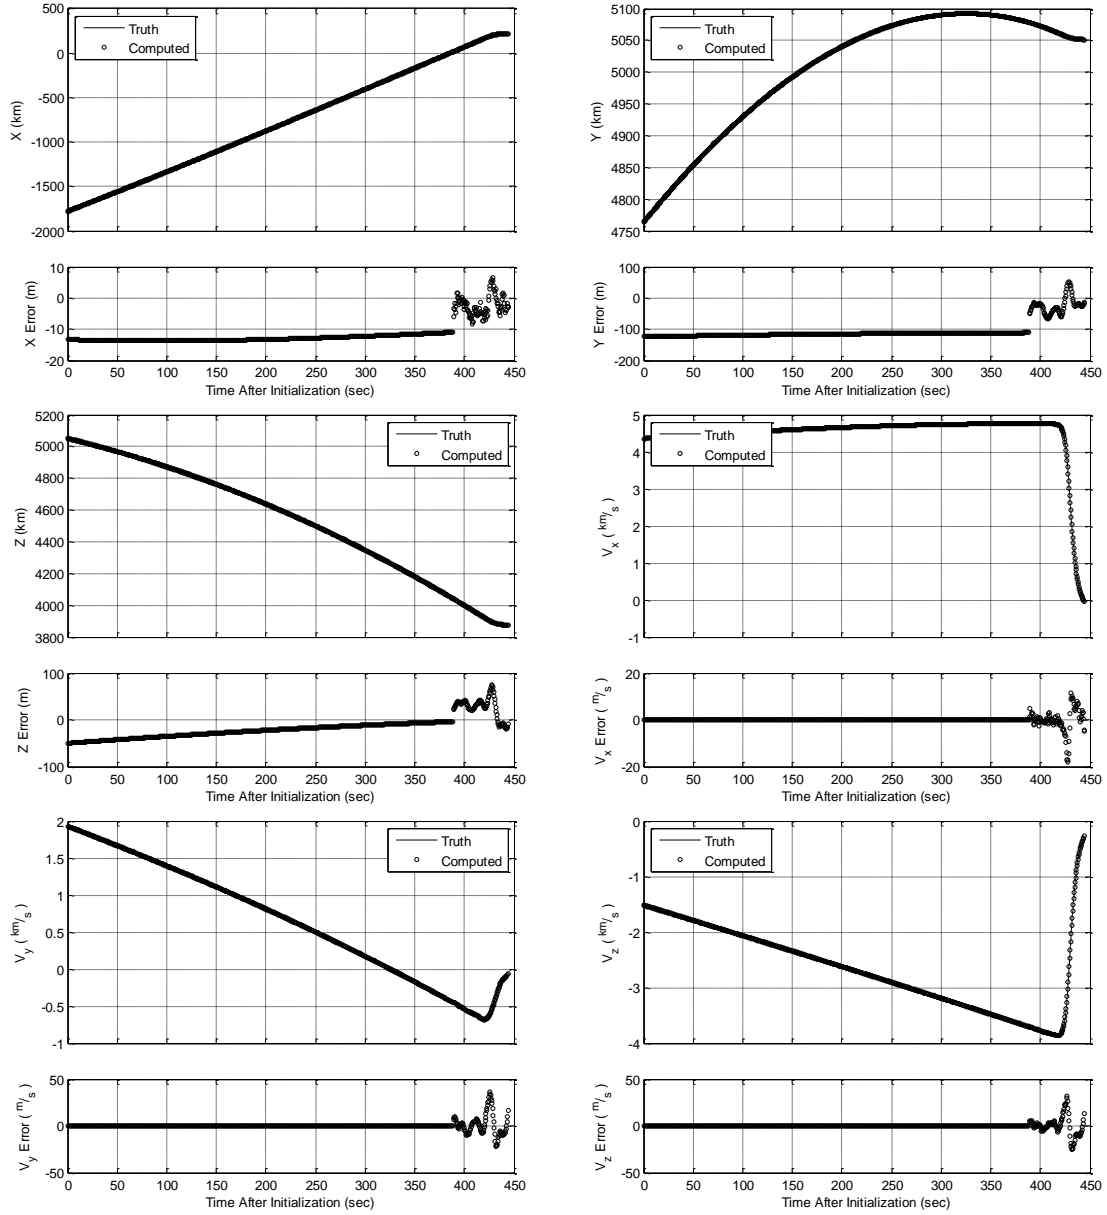 500
0
-500
-1000
-1500
-2000
X (km)
Truth
Computed
10
0
-10
-20
X Error (m)
0 50 100 150 200 250 300 350 400 450
Time After Initialization (sec)
5100
5050
5000
4950
4900
4850
4800
4750
Y (km)
Truth
Computed
100
0
-100
-200
Y Error (m)
0 50 100 150 200 250 300 350 400 450
Time After Initialization (sec)
5200
5000
4800
4600
4400
4200
4000
3800
Z (km)
Truth
Computed
100
0
-100
Z Error (m)
0 50 100 150 200 250 300 350 400 450
Time After Initialization (sec)
5
4
3
2
1
0
-1
Vx ( km/s )
Truth
Computed
20
0
-20
Vx Error ( m/s )
0 50 100 150 200 250 300 350 400 450
Time After Initialization (sec)
2
1.5
1
0.5
0
-0.5
-1
Vy ( km/s )
Truth
Computed
50
0
-50
Vy Error ( m/s )
0 50 100 150 200 250 300 350 400 450
Time After Initialization (sec)
0
-1
-2
-3
-4
Vz ( km/s )
Truth
Computed
50
0
-50
Vz Error ( m/s )
0 50 100 150 200 250 300 350 400 450
Time After Initialization (sec)